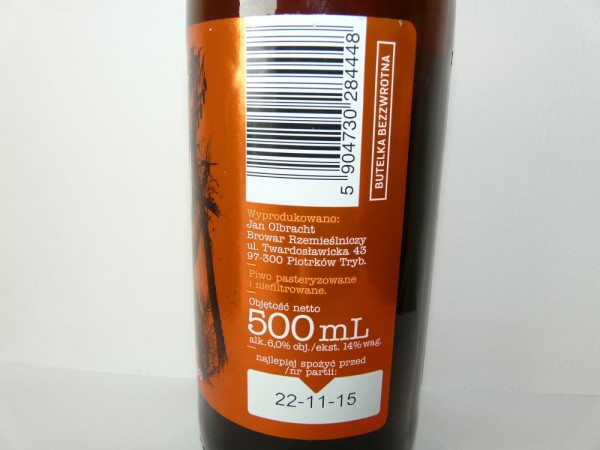 5 904730 284448
BUTELKA BEZZWROTNA
Wyprodukowano:
Jan Olbracht
Browar Rzemieślniczy
ul. Twardosławicka 43
97-300 Piotrków Tryb.
Piwo pasteryzowane
i niefiltrowane.
Objętość netto
500 mL
alk. 6,0% obj./ekst. 14% wag.
najlepiej spożyć przed
/nr partii:
22-11-15